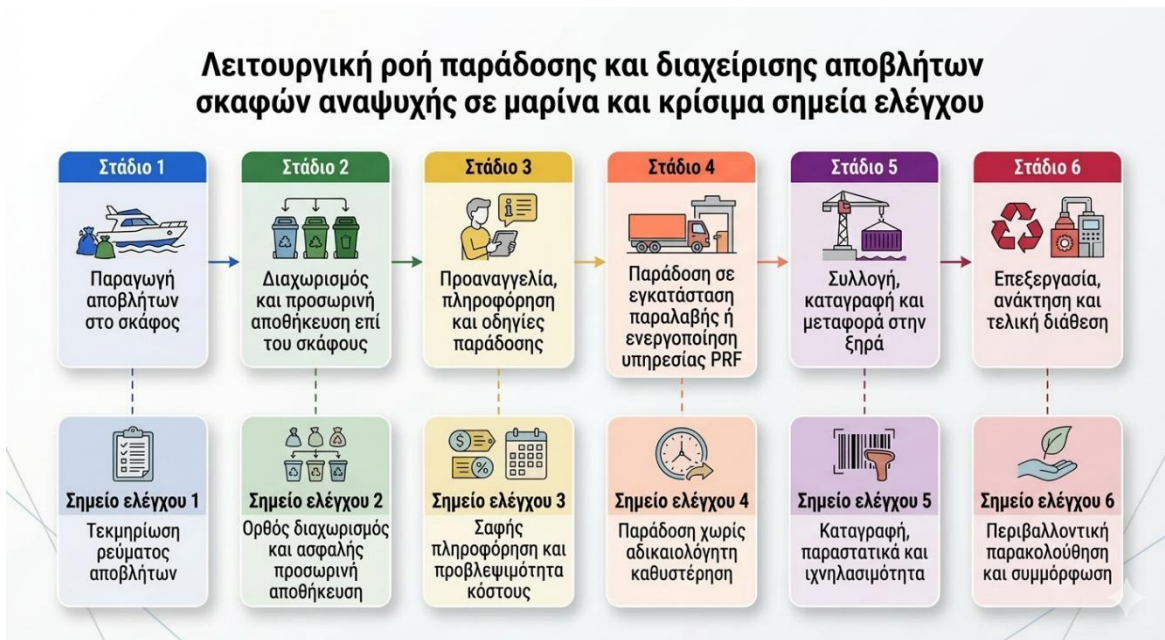 Λειτουργική ροή παράδοσης και διαχείρισης αποβλήτων
σκαφών αναψυχής σε μαρίνα και κρίσιμα σημεία ελέγχου
Στάδιο 1
Παραγωγή
αποβλήτων
στο σκάφος
Στάδιο 2
Διαχωρισμός
και προσωρινή
αποθήκευση επί
του σκάφους
Στάδιο 3
Προαναγγελία,
πληροφόρηση
και οδηγίες
παράδοσης
Στάδιο 4
Παράδοση σε
εγκατάσταση
παραλαβής ή
ενεργοποίηση
υπηρεσίας PRF
Στάδιο 5
Συλλογή,
καταγραφή και
μεταφορά στην
ξηρά
Στάδιο 6
Επεξεργασία,
ανάκτηση και
τελική διάθεση
Σημείο ελέγχου 1
Τεκμηρίωση
ρεύματος
αποβλήτων
Σημείο ελέγχου 2
Ορθός διαχωρισμός
και ασφαλής
προσωρινή
αποθήκευση
$
%
Σημείο ελέγχου 3
Σαφής
πληροφόρηση και
προβλεψιμότητα
κόστους
Σημείο ελέγχου 4
Παράδοση χωρίς
αδικαιολόγητη
καθυστέρηση
Σημείο ελέγχου 5
Καταγραφή,
παραστατικά και
ιχνηλασιμότητα
Σημείο ελέγχου 6
Περιβαλλοντική
παρακολούθηση
και συμμόρφωση